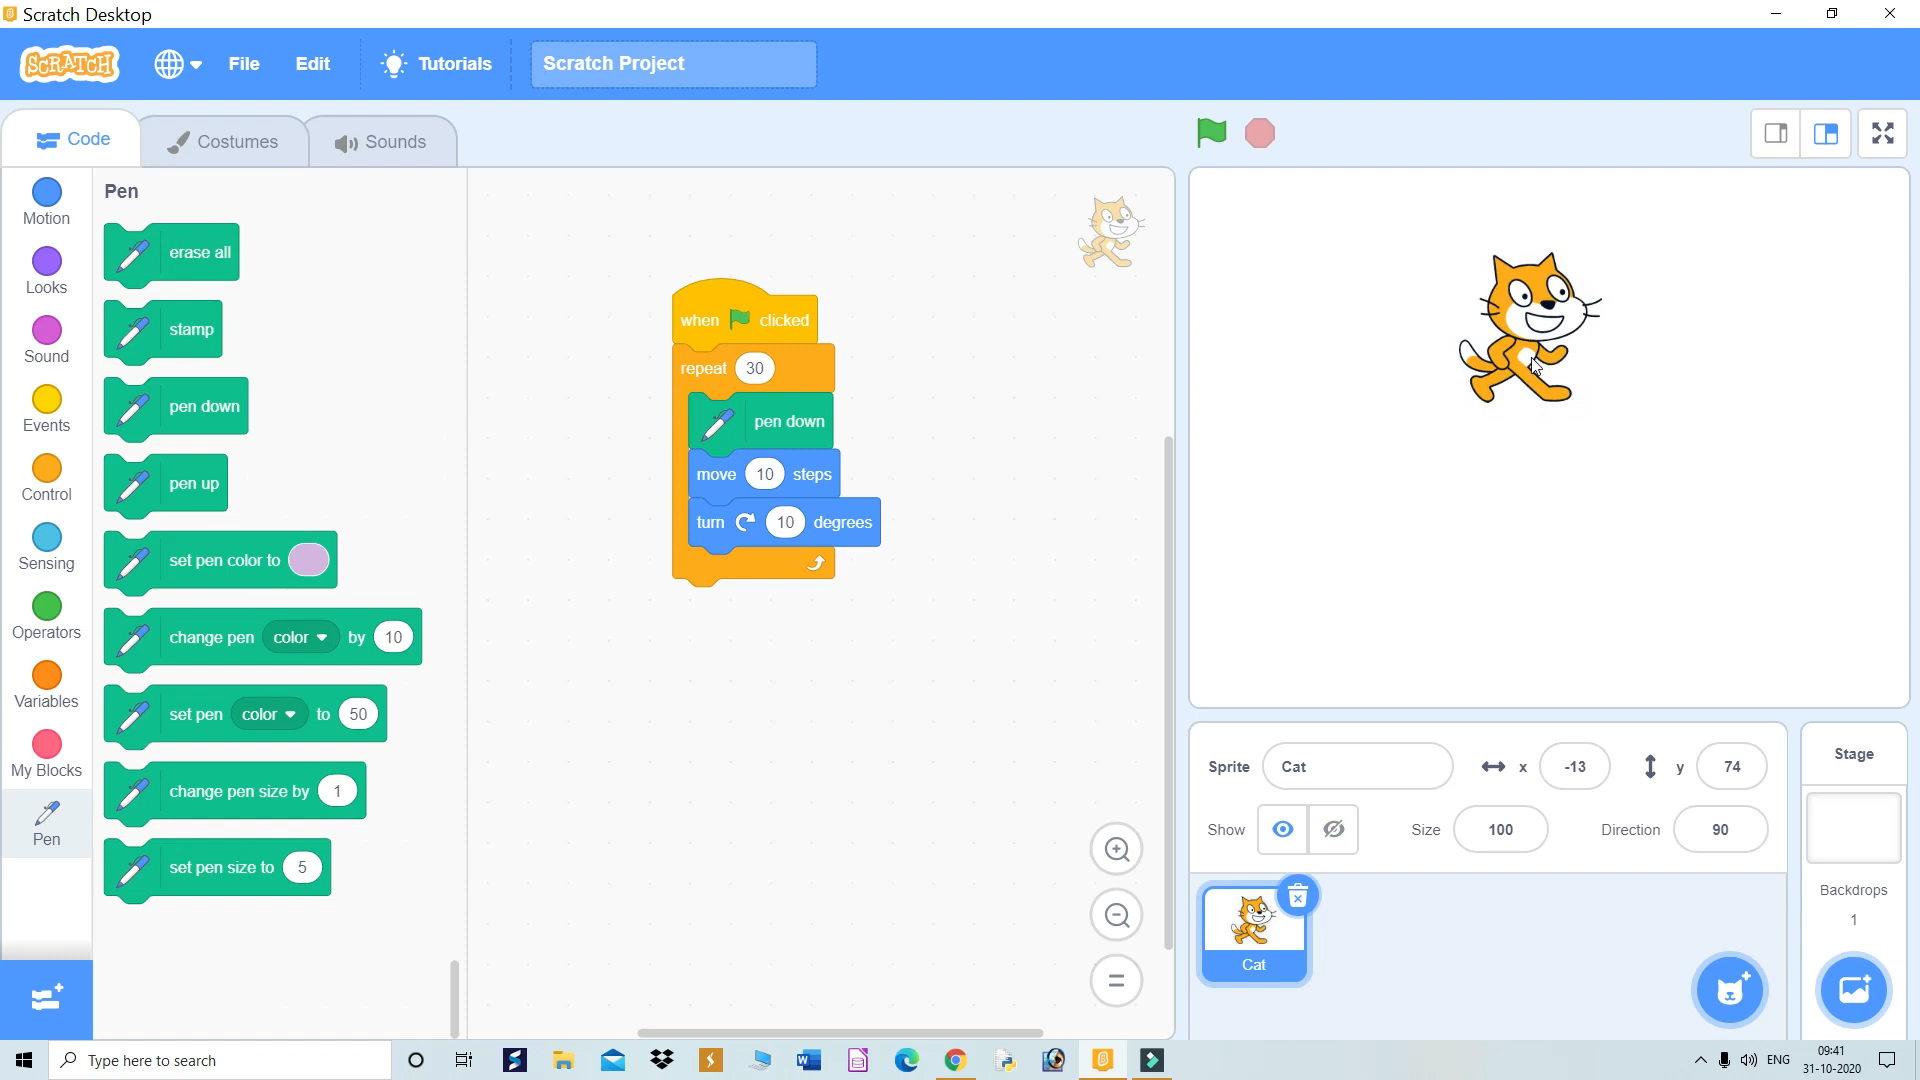 Scratch Desktop
SCRATCH File Edit Tutorials Scratch Project
Code Costumes Sounds
Motion
Looks
Sound
Events
Control
Sensing
Operators
Variables
My Blocks
Pen
Pen
erase all
stamp
pen down
pen up
set pen color to
change pen color by 10
set pen color to 50
change pen size by 1
set pen size to 5
when clicked
repeat 30
pen down
move 10 steps
turn 10 degrees
Sprite Cat x -13 y 74
Show Size 100 Direction 90
Cat
Stage
Backdrops
1
Type here to search
ENG
09:41
31-10-2020